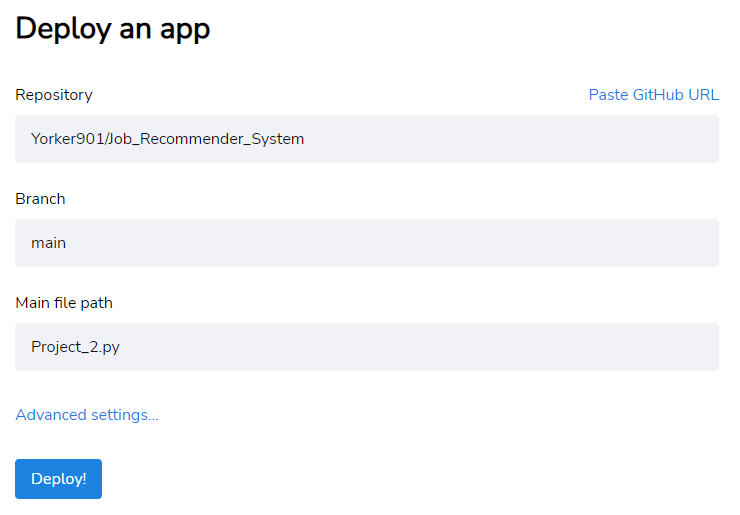 Deploy an app
Repository
Paste GitHub URL
Yorker901/Job_Recommender_System
Branch
main
Main file path
Project_2.py
Advanced settings...
Deploy!